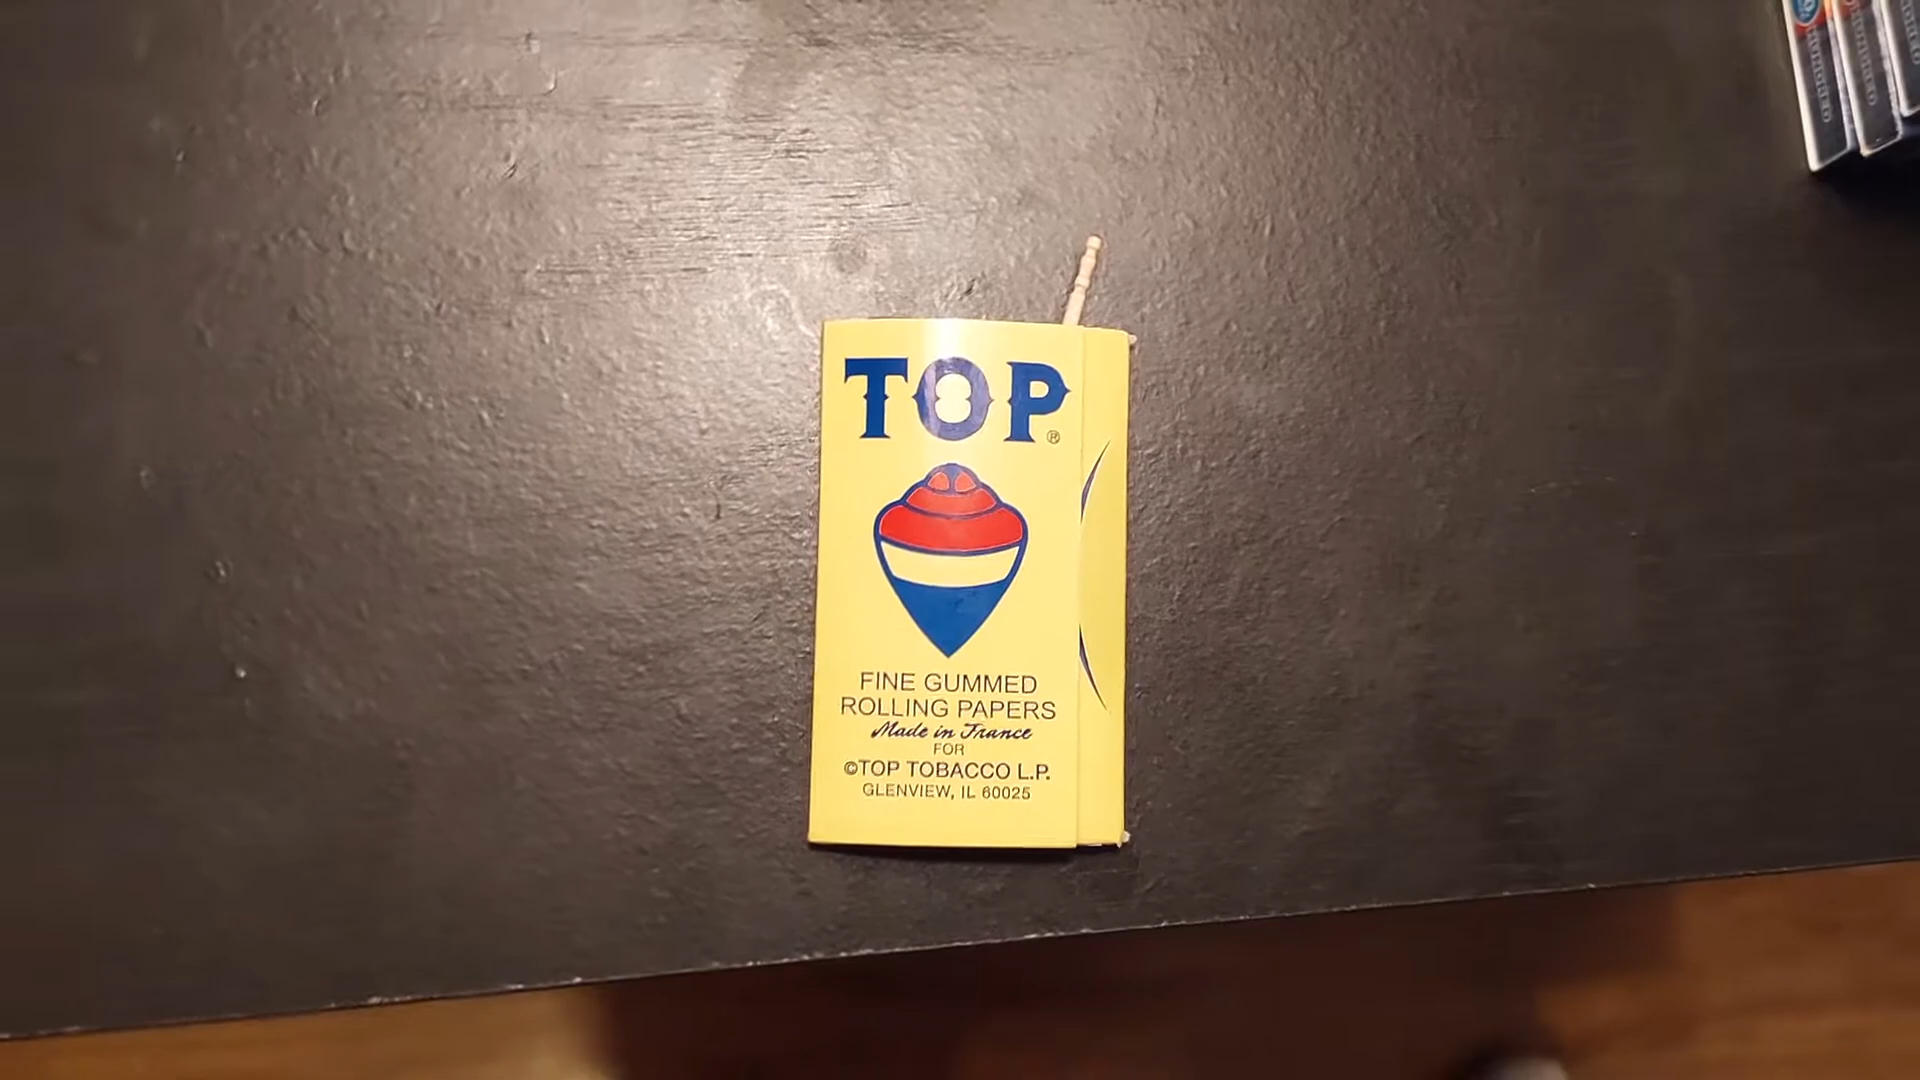 TOP®
FINE GUMMED
ROLLING PAPERS
Made in France
FOR
©TOP TOBACCO L.P.
GLENVIEW, IL 60025